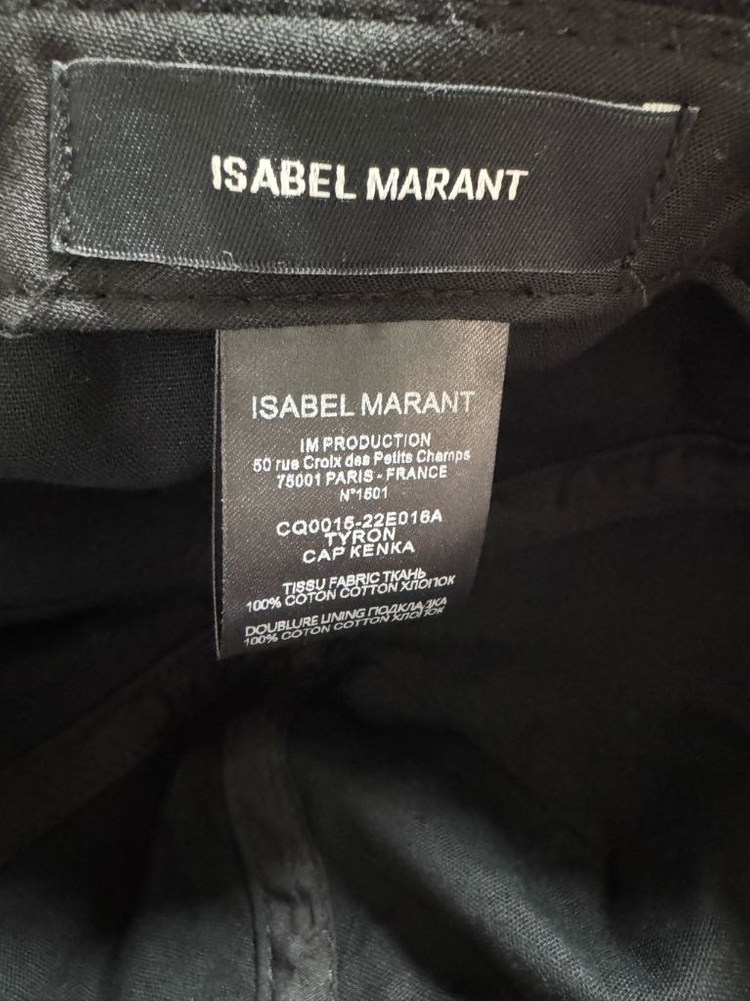 ISABEL MARANT
ISABEL MARANT
IM PRODUCTION
50 rue Croix des Petits Champs
75001 PARIS - FRANCE
N°1501
CQ0015-22E016A
TYRON
CAP KENKA
TISSU FABRIC ТКАНЬ
100% COTON COTTON ХЛОПОК
DOUBLURE LINING ПОДКЛАДКА
100% COTON COTTON ХЛОПОК